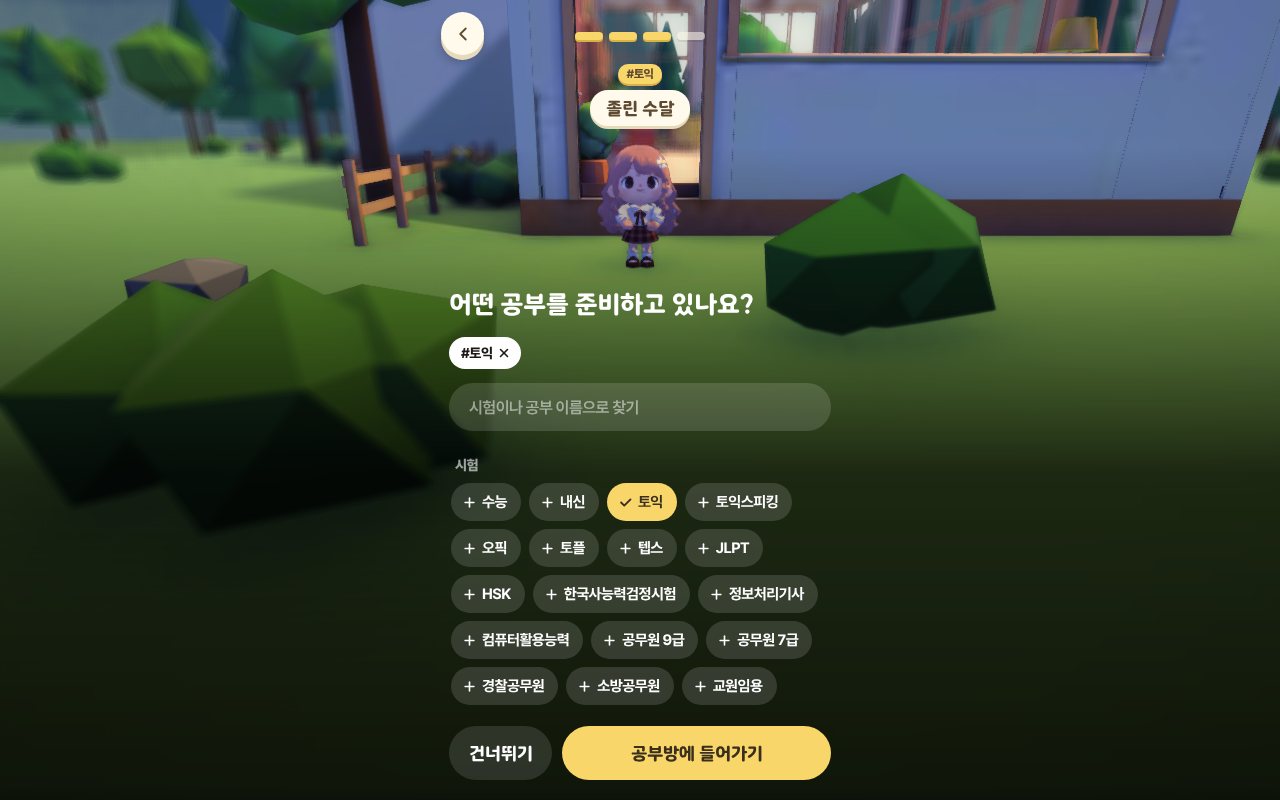 #토익
졸린 수달
어떤 공부를 준비하고 있나요?
#토익 ×
시험이나 공부 이름으로 찾기
시험
+ 수능 + 내신 ✓ 토익 + 토익스피킹
+ 오픽 + 토플 + 텝스 + JLPT
+ HSK + 한국사능력검정시험 + 정보처리기사
+ 컴퓨터활용능력 + 공무원 9급 + 공무원 7급
+ 경찰공무원 + 소방공무원 + 교원임용
건너뛰기 공부방에 들어가기